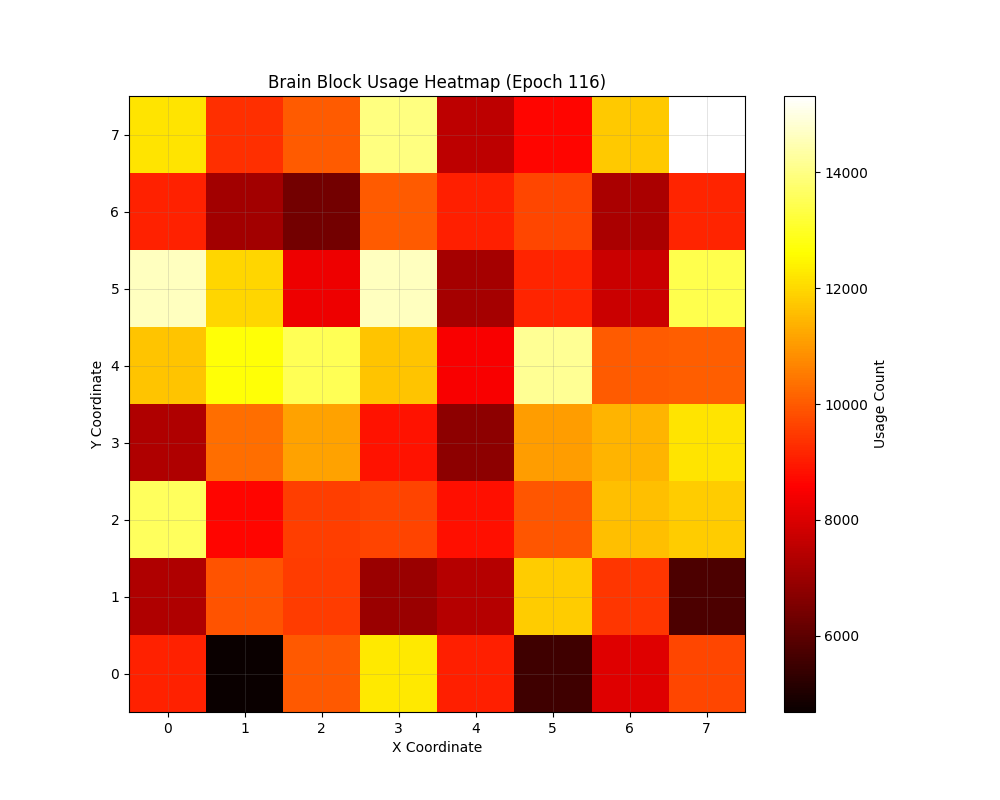 Brain Block Usage Heatmap (Epoch 116)
7
6
5
4
3
2
1
0
Y Coordinate
0 1 2 3 4 5 6 7
X Coordinate
14000
12000
10000
8000
6000
Usage Count